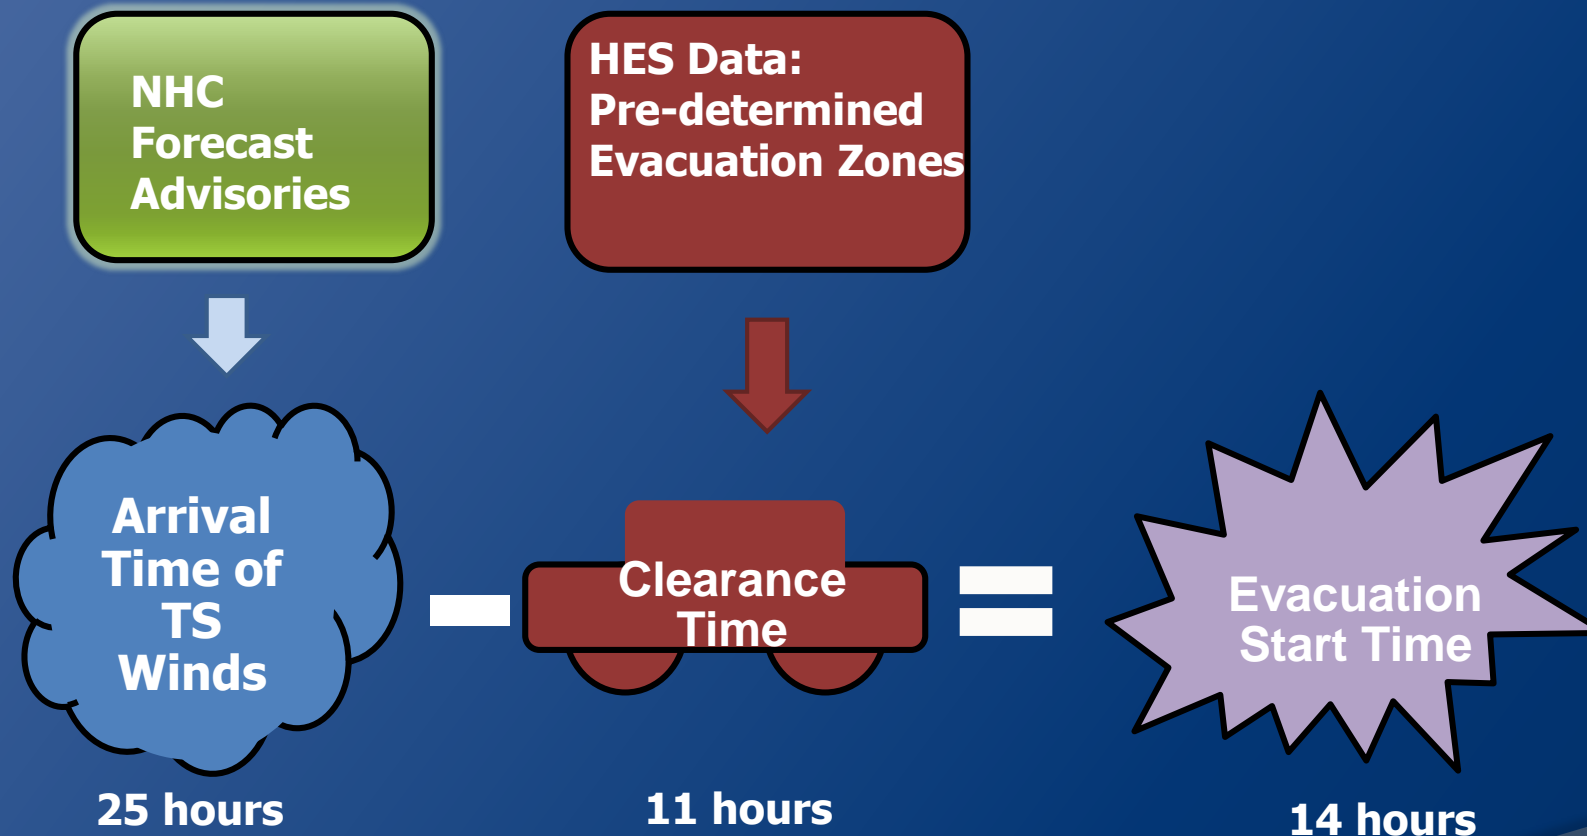 NHC
Forecast
Advisories
HES Data:
Pre-determined
Evacuation Zones
Arrival
Time of
TS
Winds
Clearance
Time
Evacuation
Start Time
25 hours
11 hours
14 hours